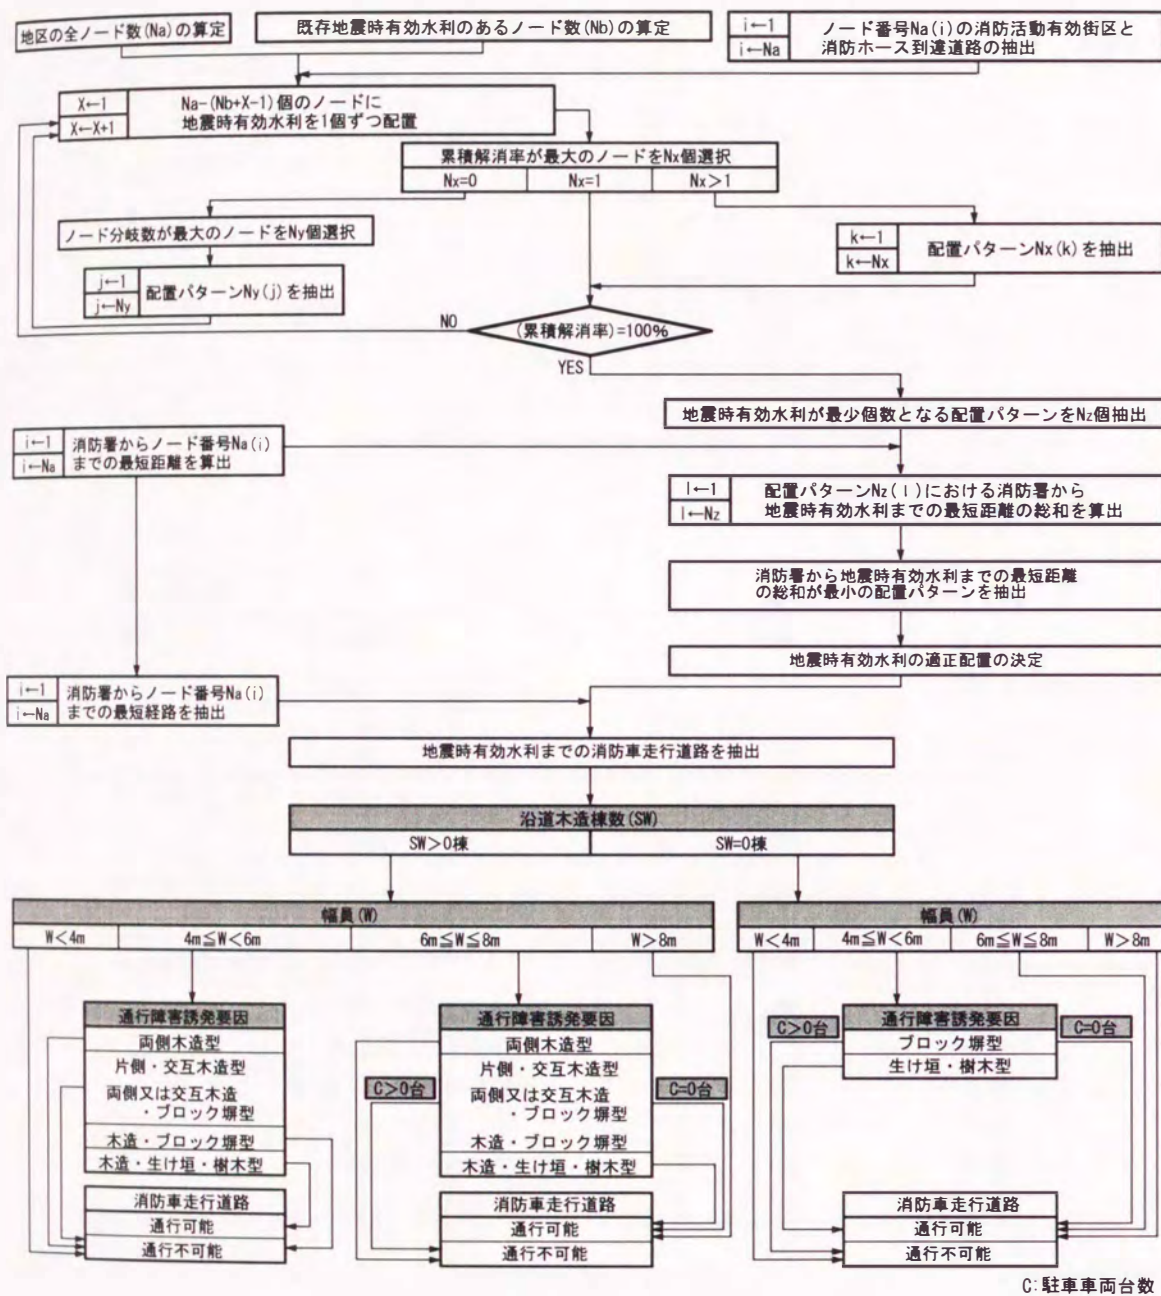 地区の全ノード数(Na)の算定
既存地震時有効水利のあるノード数(Nb)の算定
i←1
i←Na
ノード番号Na(i)の消防活動有効街区と
消防ホース到達道路の抽出
X←1
X←X+1
Na-(Nb+X-1)個のノードに
地震時有効水利を1個ずつ配置
累積解消率が最大のノードをNx個選択
Nx=0
Nx=1
Nx>1
ノード分岐数が最大のノードをNy個選択
j←1
j←Ny
配置パターンNy(j)を抽出
k←1
k←Nx
配置パターンNx(k)を抽出
NO
(累積解消率)=100%
YES
地震時有効水利が最少個数となる配置パターンをNz個抽出
i←1
i←Na
消防署からノード番号Na(i)
までの最短距離を算出
l←1
l←Nz
配置パターンNz(l)における消防署から
地震時有効水利までの最短距離の総和を算出
消防署から地震時有効水利までの最短距離
の総和が最小の配置パターンを抽出
地震時有効水利の適正配置の決定
i←1
i←Na
消防署からノード番号Na(i)
までの最短経路を抽出
地震時有効水利までの消防車走行道路を抽出
沿道木造棟数(SW)
SW>0棟
SW=0棟
幅員(W)
W<4m
4m≦W<6m
6m≦W≦8m
W>8m
幅員(W)
W<4m
4m≦W<6m
6m≦W≦8m
W>8m
通行障害誘発要因
両側木造型
片側・交互木造型
両側又は交互木造
・ブロック塀型
木造・ブロック塀型
木造・生け垣・樹木型
消防車走行道路
通行可能
通行不可能
C>0台
通行障害誘発要因
両側木造型
片側・交互木造型
両側又は交互木造
・ブロック塀型
木造・ブロック塀型
木造・生け垣・樹木型
C=0台
消防車走行道路
通行可能
通行不可能
C>0台
通行障害誘発要因
ブロック塀型
生け垣・樹木型
C=0台
消防車走行道路
通行可能
通行不可能
C:駐車車両台数